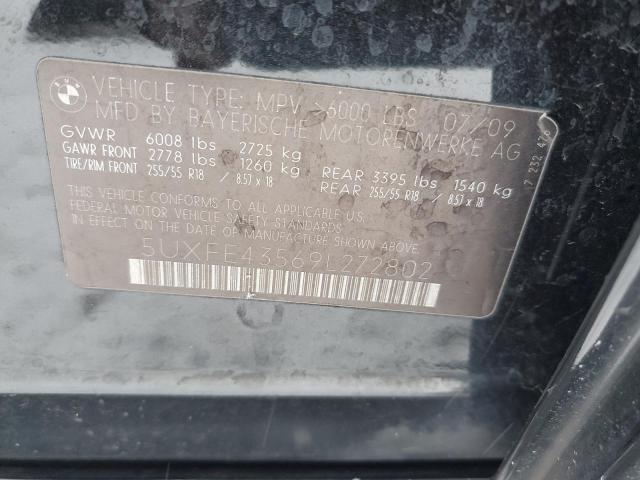 VEHICLE TYPE: MPV >6000 LBS 07/09
MFD BY BAYERISCHE MOTORENWERKE AG
GVWR 6008 lbs 2725 kg
GAWR FRONT 2778 lbs 1260 kg REAR 3395 lbs 1540 kg
TIRE/RIM FRONT 255/55 R18 / 8.5J x 18 REAR 255/55 R18 / 8.5J x 18
THIS VEHICLE CONFORMS TO ALL APPLICABLE U.S.
FEDERAL MOTOR VEHICLE SAFETY STANDARDS
IN EFFECT ON THE DATE OF MANUFACTURE SHOWN ABOVE.
5UXFE43569L272802
17 232 426